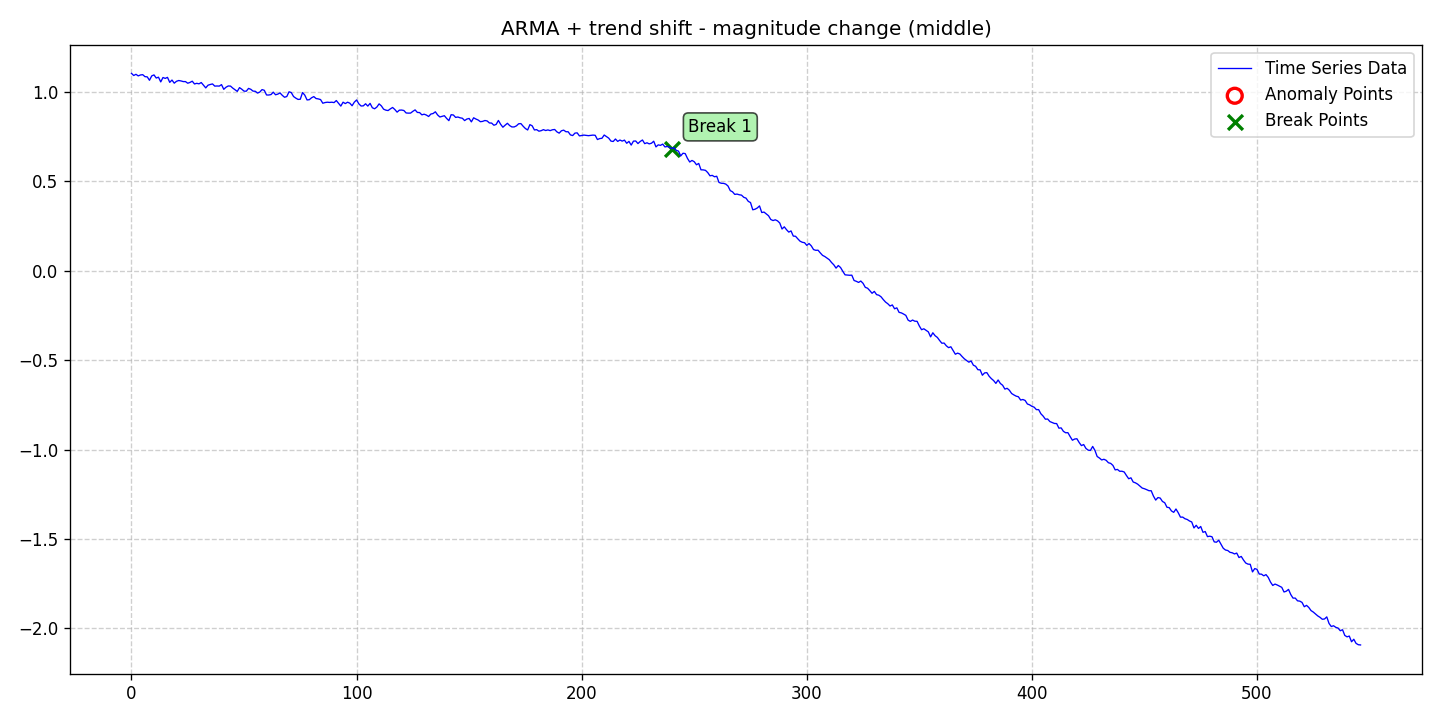 ARMA + trend shift - magnitude change (middle)
Time Series Data
Anomaly Points
Break Points
Break 1
1.0
0.5
0.0
−0.5
−1.0
−1.5
−2.0
0 100 200 300 400 500